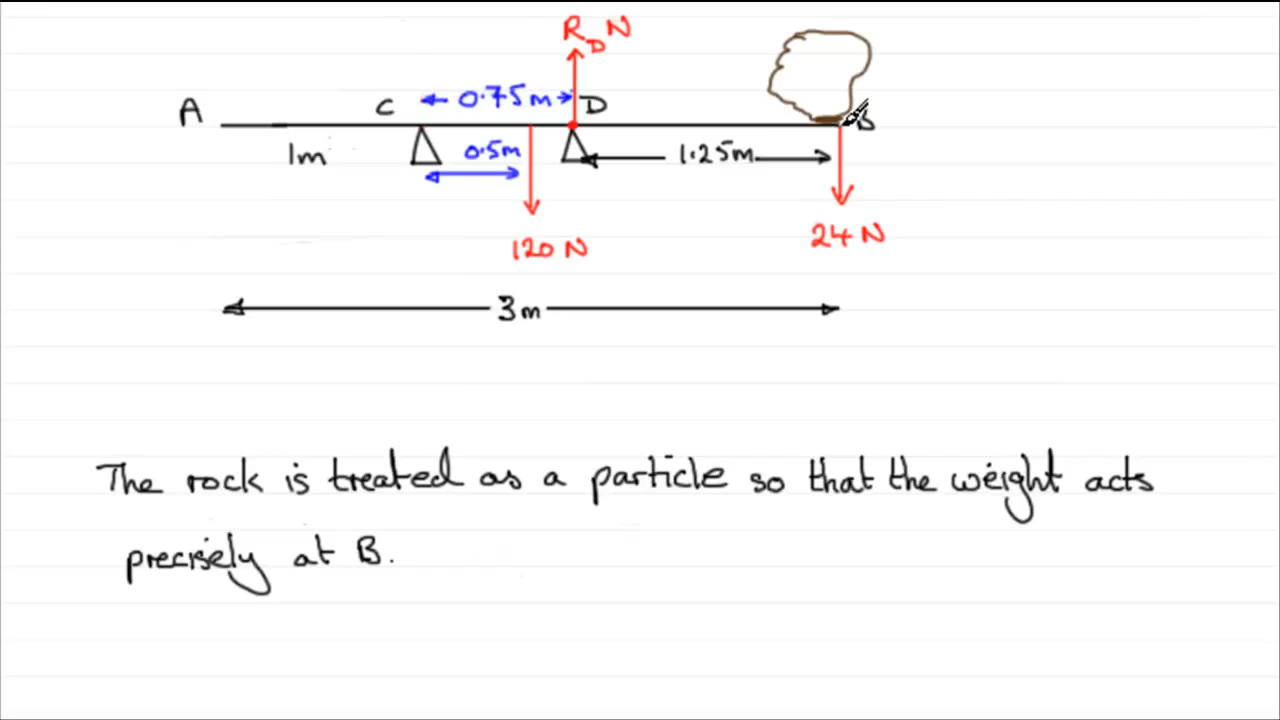 R_D N
A
C
0.75m
D
B
1m
0.5m
1.25m
120 N
24 N
3m
The rock is treated as a particle so that the weight acts
precisely at B.